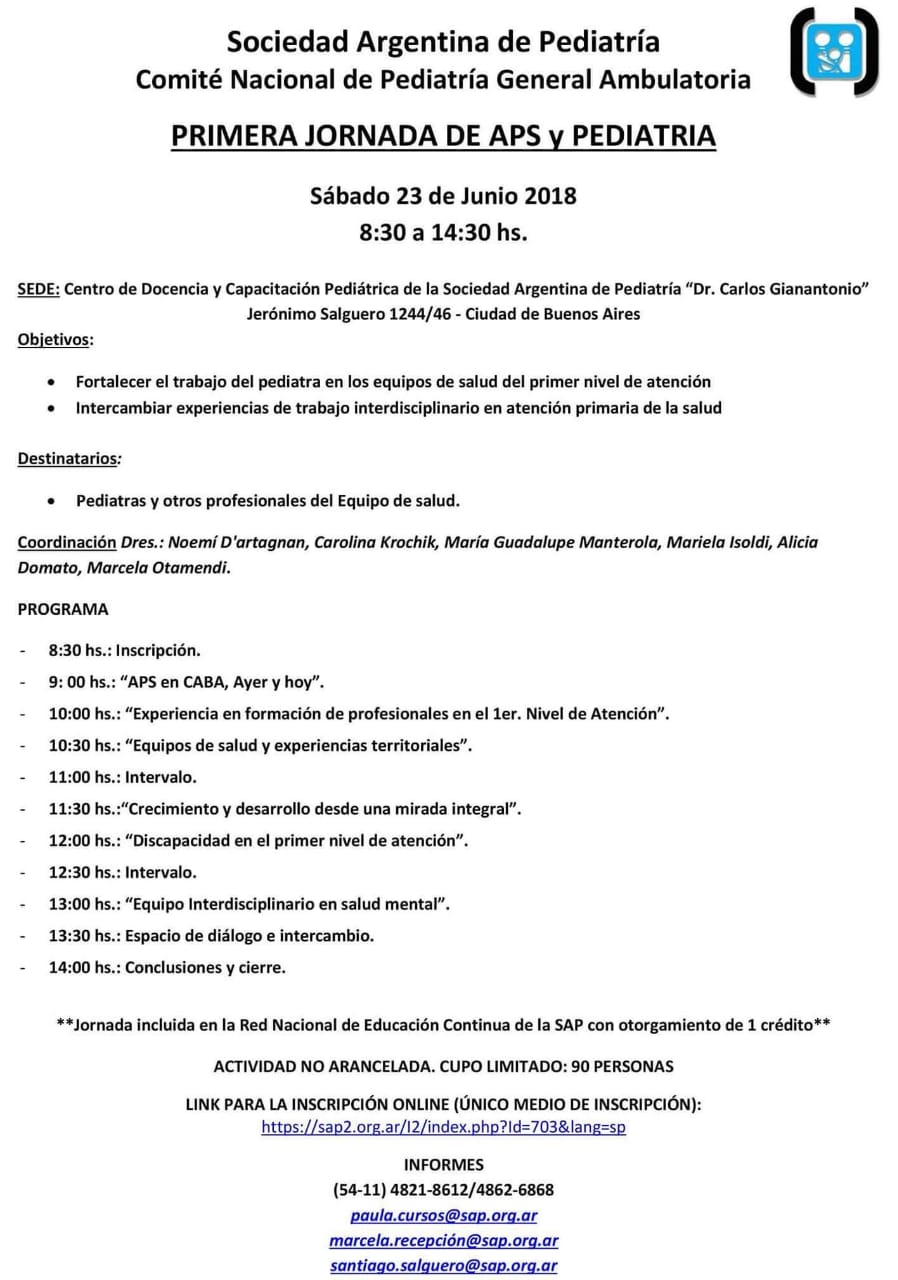 Sociedad Argentina de Pediatría
Comité Nacional de Pediatría General Ambulatoria
PRIMERA JORNADA DE APS y PEDIATRIA
Sábado 23 de Junio 2018
8:30 a 14:30 hs.
SEDE: Centro de Docencia y Capacitación Pediátrica de la Sociedad Argentina de Pediatría “Dr. Carlos Gianantonio”
Jerónimo Salguero 1244/46 - Ciudad de Buenos Aires
Objetivos:
• Fortalecer el trabajo del pediatra en los equipos de salud del primer nivel de atención
• Intercambiar experiencias de trabajo interdisciplinario en atención primaria de la salud
Destinatarios:
• Pediatras y otros profesionales del Equipo de salud.
Coordinación Dres.: Noemí D'artagnan, Carolina Krochik, María Guadalupe Manterola, Mariela Isoldi, Alicia
Domato, Marcela Otamendi.
PROGRAMA
- 8:30 hs.: Inscripción.
- 9: 00 hs.: “APS en CABA, Ayer y hoy”.
- 10:00 hs.: “Experiencia en formación de profesionales en el 1er. Nivel de Atención”.
- 10:30 hs.: “Equipos de salud y experiencias territoriales”.
- 11:00 hs.: Intervalo.
- 11:30 hs.:“Crecimiento y desarrollo desde una mirada integral”.
- 12:00 hs.: “Discapacidad en el primer nivel de atención”.
- 12:30 hs.: Intervalo.
- 13:00 hs.: “Equipo Interdisciplinario en salud mental”.
- 13:30 hs.: Espacio de diálogo e intercambio.
- 14:00 hs.: Conclusiones y cierre.
**Jornada incluida en la Red Nacional de Educación Continua de la SAP con otorgamiento de 1 crédito**
ACTIVIDAD NO ARANCELADA. CUPO LIMITADO: 90 PERSONAS
LINK PARA LA INSCRIPCIÓN ONLINE (ÚNICO MEDIO DE INSCRIPCIÓN):
https://sap2.org.ar/I2/index.php?Id=703&lang=sp
INFORMES
(54-11) 4821-8612/4862-6868
paula.cursos@sap.org.ar
marcela.recepción@sap.org.ar
santiago.salguero@sap.org.ar